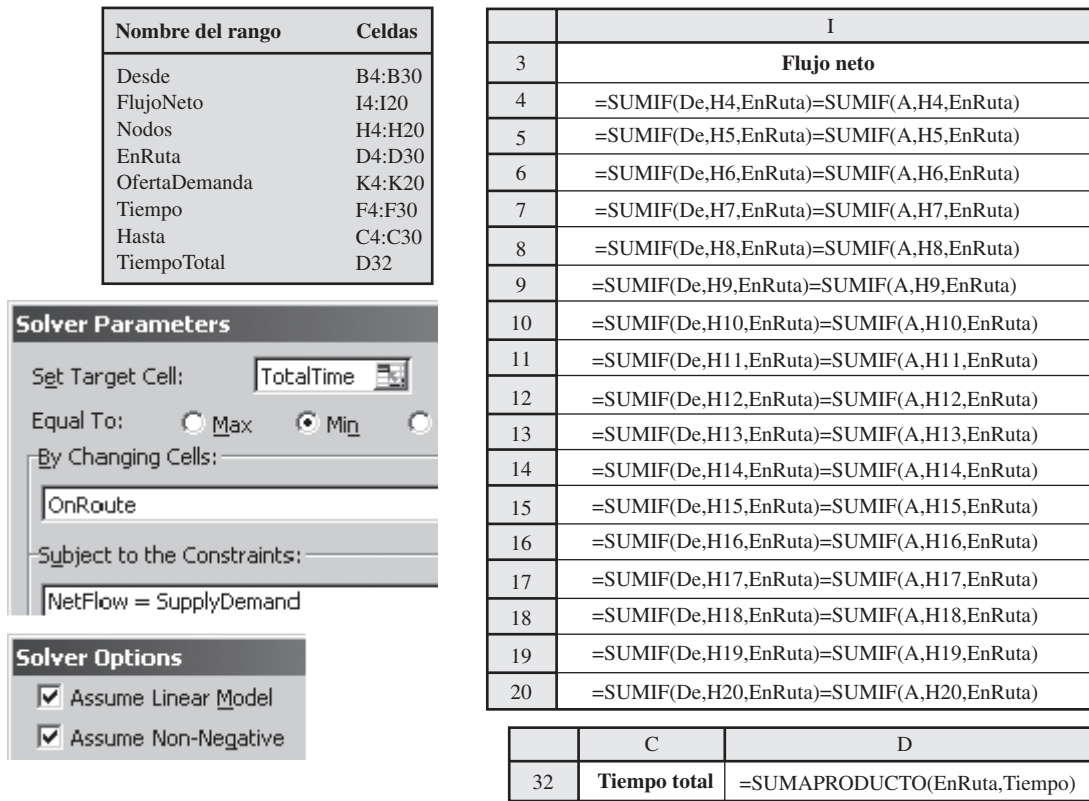 Nombre del rango Celdas
Desde B4:B30
FlujoNeto I4:I20
Nodos H4:H20
EnRuta D4:D30
OfertaDemanda K4:K20
Tiempo F4:F30
Hasta C4:C30
TiempoTotal D32
Solver Parameters
Set Target Cell: TotalTime
Equal To: Max Min
By Changing Cells:
OnRoute
Subject to the Constraints:
NetFlow = SupplyDemand
Solver Options
Assume Linear Model
Assume Non-Negative
I
3 Flujo neto
4 =SUMIF(De,H4,EnRuta)=SUMIF(A,H4,EnRuta)
5 =SUMIF(De,H5,EnRuta)=SUMIF(A,H5,EnRuta)
6 =SUMIF(De,H6,EnRuta)=SUMIF(A,H6,EnRuta)
7 =SUMIF(De,H7,EnRuta)=SUMIF(A,H7,EnRuta)
8 =SUMIF(De,H8,EnRuta)=SUMIF(A,H8,EnRuta)
9 =SUMIF(De,H9,EnRuta)=SUMIF(A,H9,EnRuta)
10 =SUMIF(De,H10,EnRuta)=SUMIF(A,H10,EnRuta)
11 =SUMIF(De,H11,EnRuta)=SUMIF(A,H11,EnRuta)
12 =SUMIF(De,H12,EnRuta)=SUMIF(A,H12,EnRuta)
13 =SUMIF(De,H13,EnRuta)=SUMIF(A,H13,EnRuta)
14 =SUMIF(De,H14,EnRuta)=SUMIF(A,H14,EnRuta)
15 =SUMIF(De,H15,EnRuta)=SUMIF(A,H15,EnRuta)
16 =SUMIF(De,H16,EnRuta)=SUMIF(A,H16,EnRuta)
17 =SUMIF(De,H17,EnRuta)=SUMIF(A,H17,EnRuta)
18 =SUMIF(De,H18,EnRuta)=SUMIF(A,H18,EnRuta)
19 =SUMIF(De,H19,EnRuta)=SUMIF(A,H19,EnRuta)
20 =SUMIF(De,H20,EnRuta)=SUMIF(A,H20,EnRuta)
C D
32 Tiempo total =SUMAPRODUCTO(EnRuta,Tiempo)